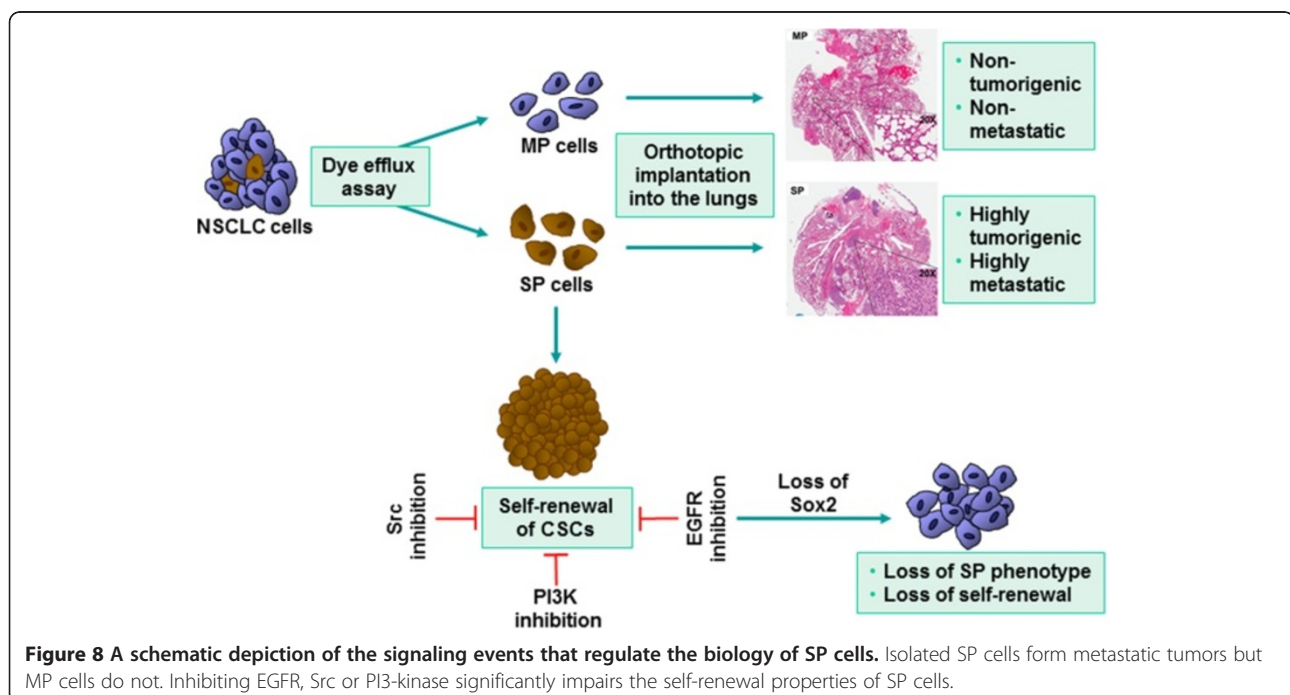 MP
20X
• Non-
tumorigenic
• Non-
metastatic
MP cells
Dye efflux
assay
NSCLC cells
Orthotopic
implantation
into the lungs
SP
20X
• Highly
tumorigenic
• Highly
metastatic
SP cells
Src
inhibition
Self-renewal
of CSCs
EGFR
inhibition
Loss of
Sox2
PI3K
inhibition
• Loss of SP phenotype
• Loss of self-renewal
Figure 8 A schematic depiction of the signaling events that regulate the biology of SP cells. Isolated SP cells form metastatic tumors but
MP cells do not. Inhibiting EGFR, Src or PI3-kinase significantly impairs the self-renewal properties of SP cells.